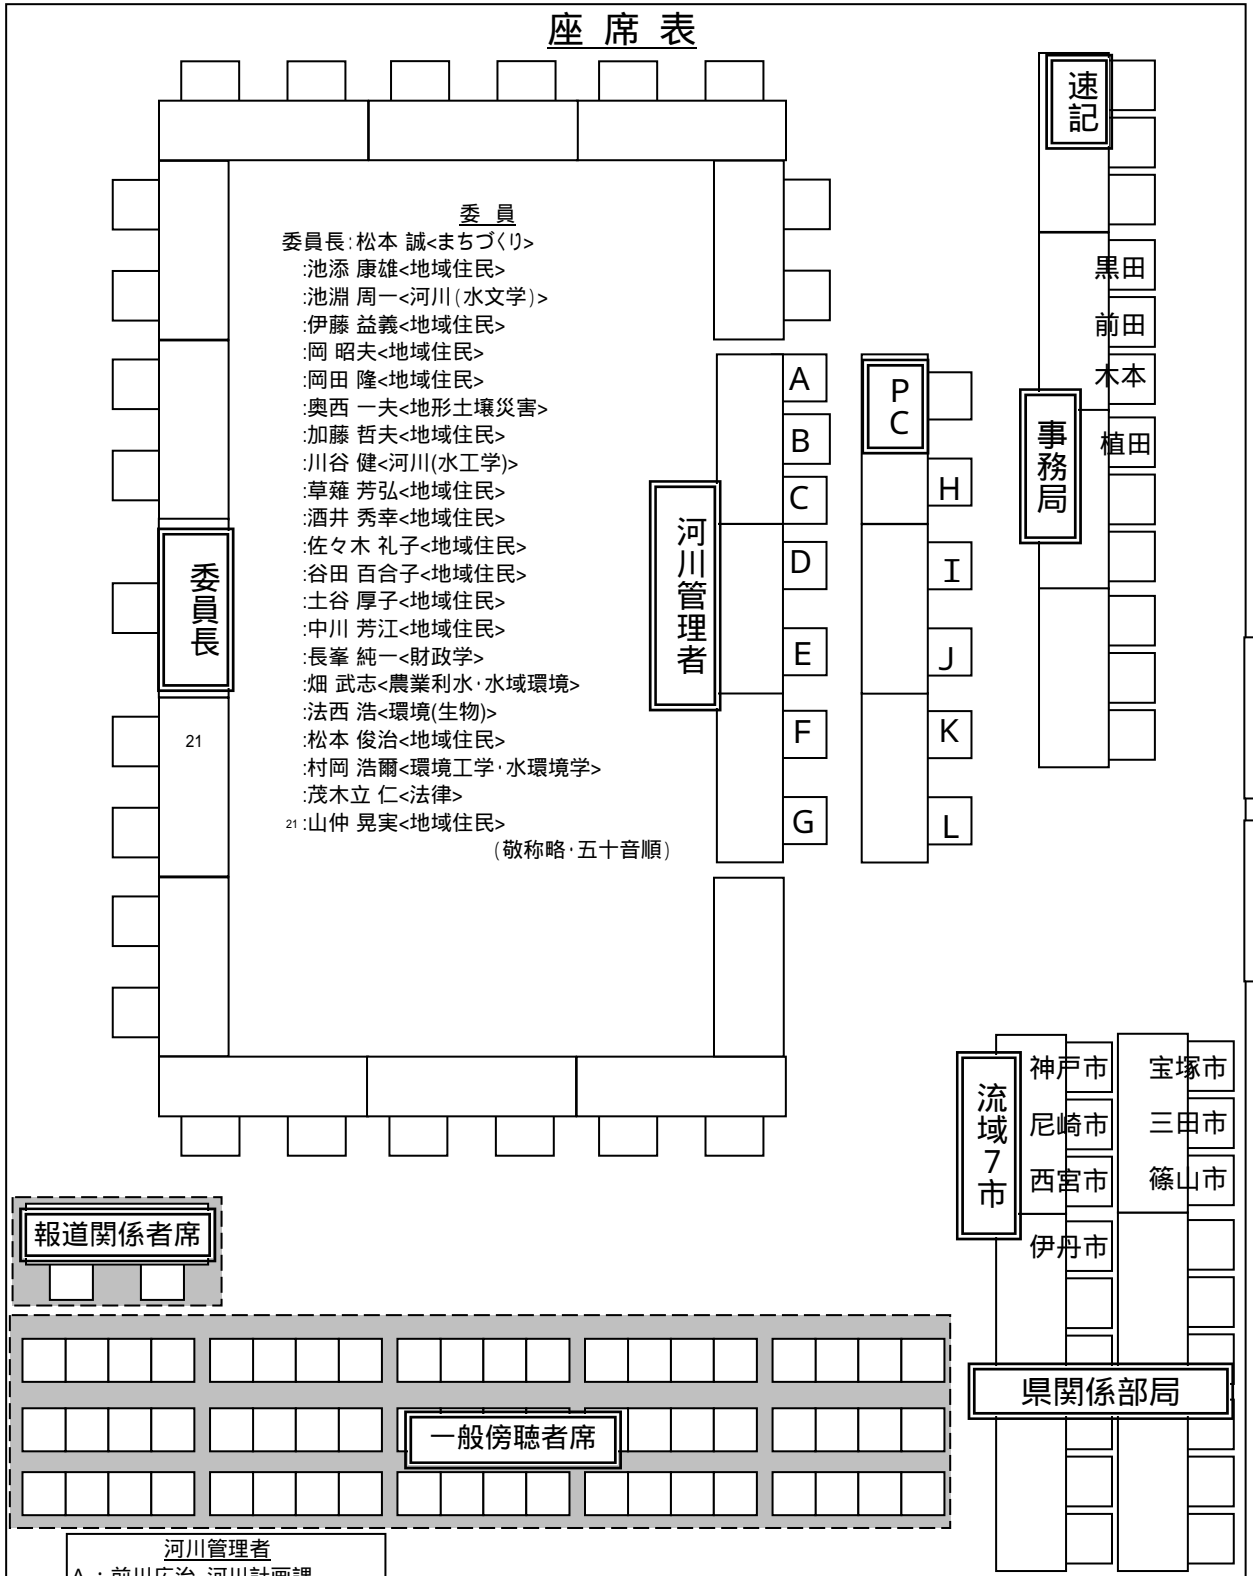 座 席 表
速記
委 員
委員長:松本 誠<まちづくり>
:池添 康雄<地域住民>
:池淵 周一<河川(水文学)>
:伊藤 益義<地域住民>
:岡 昭夫<地域住民>
:岡田 隆<地域住民>
:奥西 一夫<地形土壌災害>
:加藤 哲夫<地域住民>
:川谷 健<河川(水工学)>
:草薙 芳弘<地域住民>
:酒井 秀幸<地域住民>
:佐々木 礼子<地域住民>
:谷田 百合子<地域住民>
:土谷 厚子<地域住民>
:中川 芳江<地域住民>
:長峯 純一<財政学>
:畑 武志<農業利水・水域環境>
:法西 浩<環境(生物)>
:松本 俊治<地域住民>
:村岡 浩爾<環境工学・水環境学>
:茂木立 仁<法律>
21:山仲 晃実<地域住民>
(敬称略・五十音順)
委員長
21
河川管理者
A
B
C
D
E
F
G
PC
H
I
J
K
L
黒田
前田
木本
植田
事務局
流域7市
神戸市
尼崎市
西宮市
伊丹市
宝塚市
三田市
篠山市
県関係部局
報道関係者席
一般傍聴者席
河川管理者
A:前川広治 河川計画課